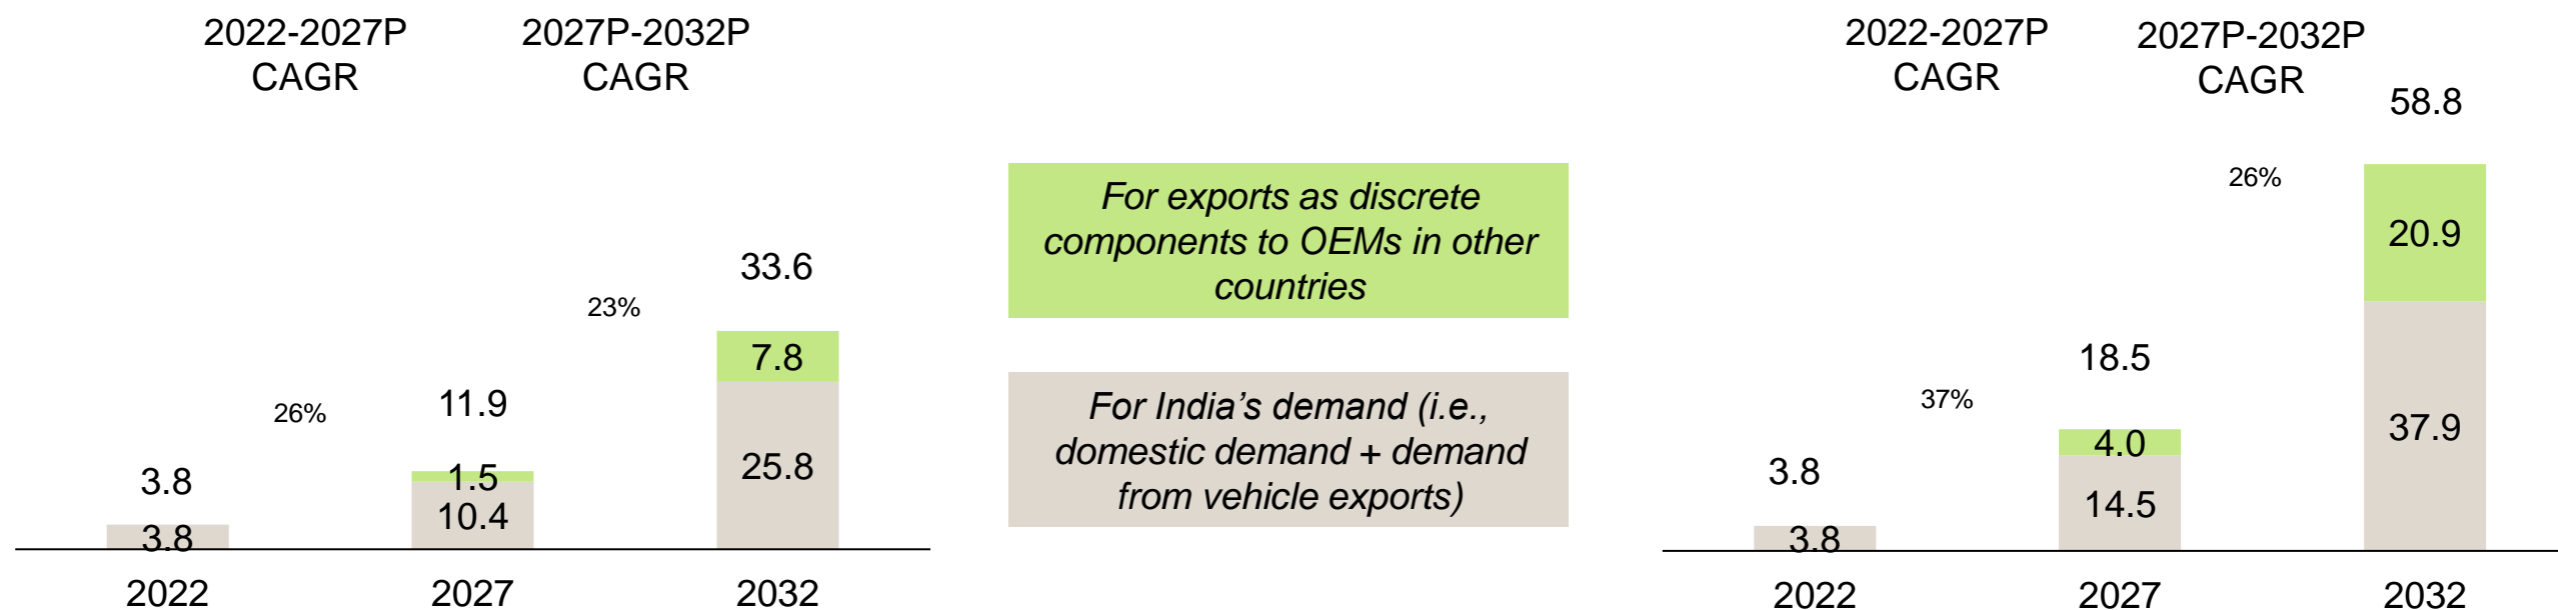 2022-2027P
CAGR
2027P-2032P
CAGR
33.6
23%
7.8
11.9
26%
25.8
3.8
1.5
10.4
3.8
2022
2027
2032
For exports as discrete
components to OEMs in other
countries
For India’s demand (i.e.,
domestic demand + demand
from vehicle exports)
2022-2027P
CAGR
2027P-2032P
CAGR
58.8
26%
20.9
18.5
37%
37.9
4.0
3.8
14.5
3.8
2022
2027
2032